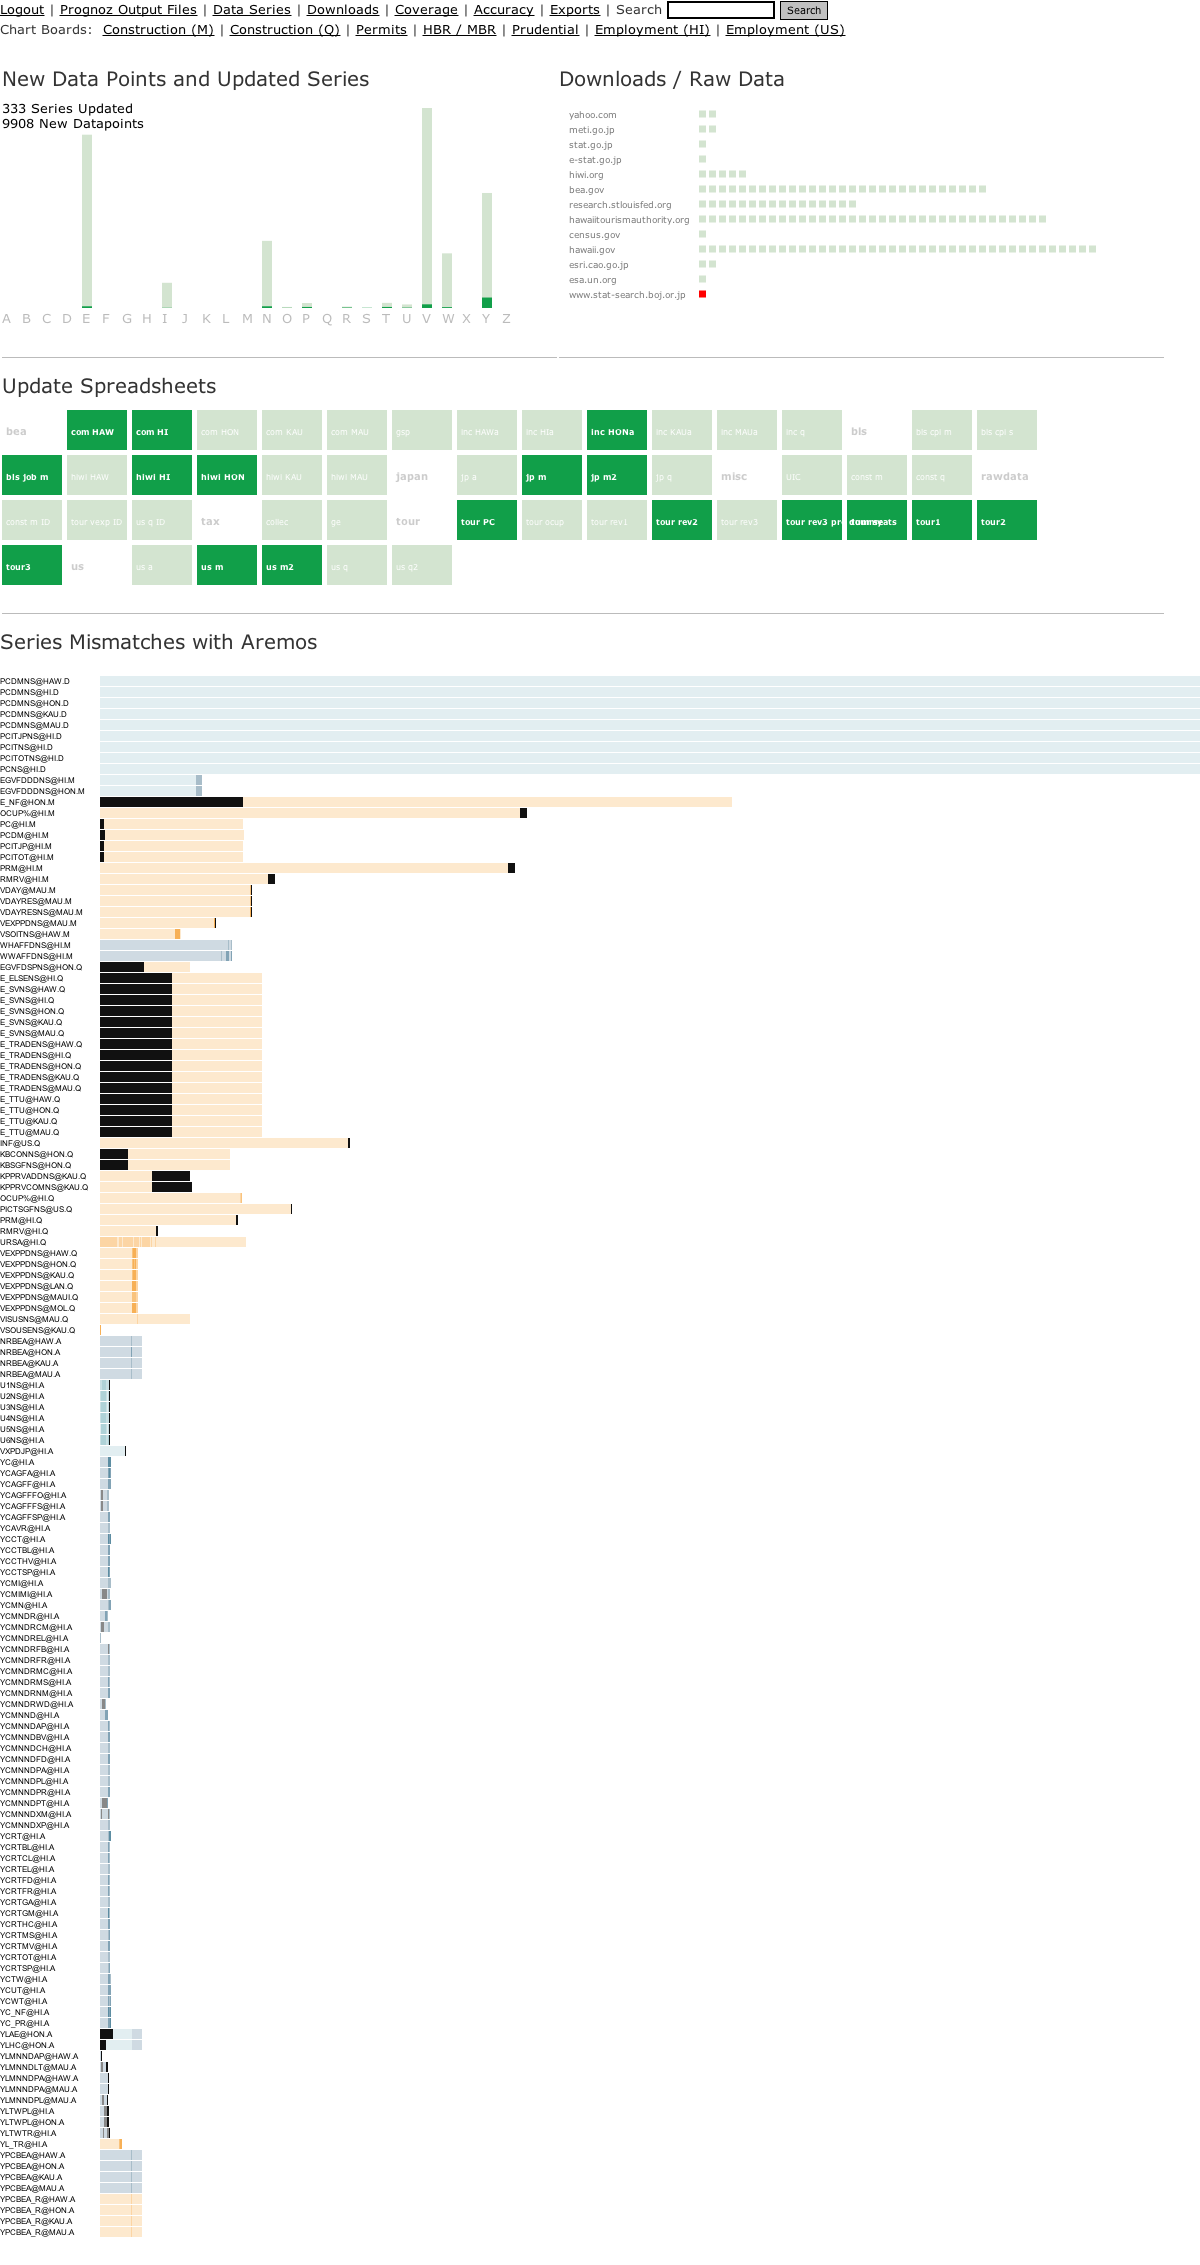 Logout | Prognoz Output Files | Data Series | Downloads | Coverage | Accuracy | Exports | Search Search
Chart Boards: Construction (M) | Construction (Q) | Permits | HBR / MBR | Prudential | Employment (HI) | Employment (US)
New Data Points and Updated Series
333 Series Updated
9908 New Datapoints
A B C D E F G H I J K L M N O P Q R S T U V W X Y Z
Downloads / Raw Data
yahoo.com
meti.go.jp
stat.go.jp
e-stat.go.jp
hiwi.org
bea.gov
research.stlouisfed.org
hawaiitourismauthority.org
census.gov
hawaii.gov
esri.cao.go.jp
esa.un.org
www.stat-search.boj.or.jp
Update Spreadsheets
bea com HAW com HI com HON com KAU com MAU gsp inc HAWa inc HIa inc HONa inc KAUa inc MAUa inc q bls bls cpi m bls cpi s
bls job m hiwi HAW hiwi HI hiwi HON hiwi KAU hiwi MAU japan jp a jp m jp m2 jp q misc UIC const m const q rawdata
const m ID tour vexp ID us q ID tax collec ge tour tour PC tour ocup tour rev1 tour rev2 tour rev3 tour rev3 tour1 tour2
tour3 us us a us m us m2 us q us q2
Series Mismatches with Aremos
PCDMNS@HAW.D
PCDMNS@HI.D
PCDMNS@HON.D
PCDMNS@KAU.D
PCDMNS@MAU.D
PCITJPNS@HI.D
PCITNS@HI.D
PCITOTNS@HI.D
PCNS@HI.D
EGVFDDDNS@HI.M
EGVFDDDNS@HON.M
E_NF@HON.M
OCUP%@HI.M
PC@HI.M
PCDM@HI.M
PCITJP@HI.M
PCITOT@HI.M
PRM@HI.M
RMRV@HI.M
VDAY@MAU.M
VDAYRES@MAU.M
VDAYRESNS@MAU.M
VEXPPDNS@MAU.M
VSOITNS@HAW.M
WHAFFDNS@HI.M
WWAFFDNS@HI.M
EGVFDSPNS@HON.Q
E_ELSENS@HI.Q
E_SVNS@HAW.Q
E_SVNS@HI.Q
E_SVNS@HON.Q
E_SVNS@KAU.Q
E_SVNS@MAU.Q
E_TRADENS@HAW.Q
E_TRADENS@HI.Q
E_TRADENS@HON.Q
E_TRADENS@KAU.Q
E_TRADENS@MAU.Q
E_TTU@HAW.Q
E_TTU@HON.Q
E_TTU@KAU.Q
E_TTU@MAU.Q
INF@US.Q
KBCONNS@HON.Q
KBSGFNS@HON.Q
KPPRVADDNS@KAU.Q
KPPRVCOMNS@KAU.Q
OCUP%@HI.Q
PICTSGFNS@US.Q
PRM@HI.Q
RMRV@HI.Q
URSA@HI.Q
VEXPPDNS@HAW.Q
VEXPPDNS@HON.Q
VEXPPDNS@KAU.Q
VEXPPDNS@LAN.Q
VEXPPDNS@MAUI.Q
VEXPPDNS@MOL.Q
VISUSNS@MAU.Q
VSOUSENS@KAU.Q
NRBEA@HAW.A
NRBEA@HON.A
NRBEA@KAU.A
NRBEA@MAU.A
U1NS@HI.A
U2NS@HI.A
U3NS@HI.A
U4NS@HI.A
U5NS@HI.A
U6NS@HI.A
VXPDJP@HI.A
YC@HI.A
YCAGFA@HI.A
YCAGFF@HI.A
YCAGFFFO@HI.A
YCAGFFFS@HI.A
YCAGFFSP@HI.A
YCAVR@HI.A
YCCT@HI.A
YCCTBL@HI.A
YCCTHV@HI.A
YCCTSP@HI.A
YCMI@HI.A
YCMIMI@HI.A
YCMN@HI.A
YCMNDR@HI.A
YCMNDRCM@HI.A
YCMNDREL@HI.A
YCMNDRFB@HI.A
YCMNDRFR@HI.A
YCMNDRMC@HI.A
YCMNDRMS@HI.A
YCMNDRNM@HI.A
YCMNDRWD@HI.A
YCMNND@HI.A
YCMNNDAP@HI.A
YCMNNDBV@HI.A
YCMNNDCH@HI.A
YCMNNDFD@HI.A
YCMNNDPA@HI.A
YCMNNDPL@HI.A
YCMNNDPR@HI.A
YCMNNDPT@HI.A
YCMNNDXM@HI.A
YCMNNDXP@HI.A
YCRT@HI.A
YCRTBL@HI.A
YCRTCL@HI.A
YCRTEL@HI.A
YCRTFD@HI.A
YCRTFR@HI.A
YCRTGA@HI.A
YCRTGM@HI.A
YCRTHC@HI.A
YCRTMS@HI.A
YCRTMV@HI.A
YCRTOT@HI.A
YCRTSP@HI.A
YCTW@HI.A
YCUT@HI.A
YCWT@HI.A
YC_NF@HI.A
YC_PR@HI.A
YLAE@HON.A
YLHC@HON.A
YLMNNDAP@HAW.A
YLMNNDLT@MAU.A
YLMNNDPA@HAW.A
YLMNNDPA@MAU.A
YLMNNDPL@MAU.A
YLTWPL@HI.A
YLTWPL@HON.A
YLTWTR@HI.A
YL_TR@HI.A
YPCBEA@HAW.A
YPCBEA@HON.A
YPCBEA@KAU.A
YPCBEA@MAU.A
YPCBEA_R@HAW.A
YPCBEA_R@HON.A
YPCBEA_R@KAU.A
YPCBEA_R@MAU.A